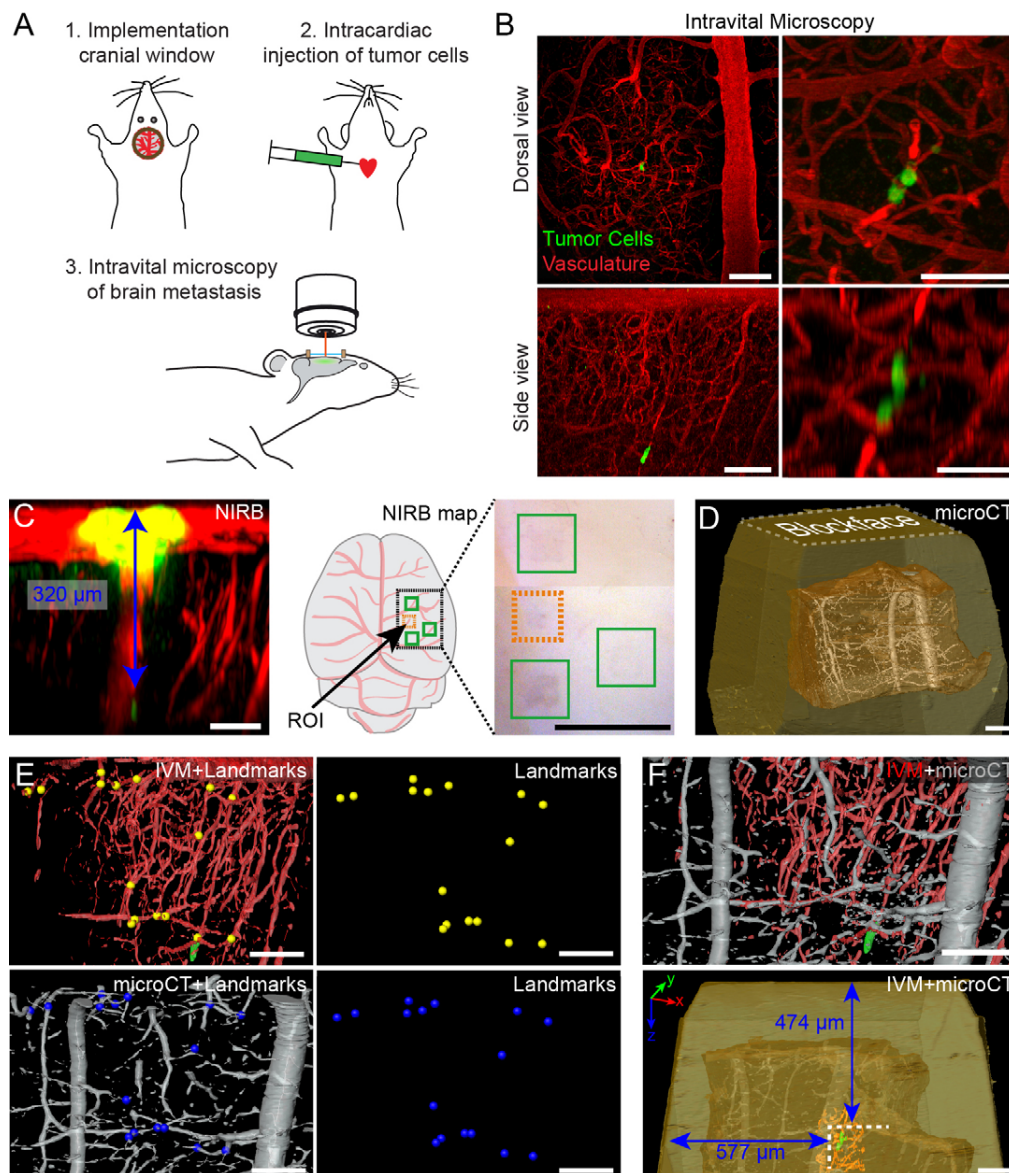 A
1. Implementation
cranial window
2. Intracardiac
injection of tumor cells
3. Intravital microscopy
of brain metastasis
B
Intravital Microscopy
Dorsal view
Tumor Cells
Vasculature
Side view
C
NIRB
320 µm
NIRB map
ROI
D
microCT
Blockface
E
IVM+Landmarks
Landmarks
microCT+Landmarks
Landmarks
F
IVM+microCT
IVM+microCT
y
x
z
474 µm
577 µm